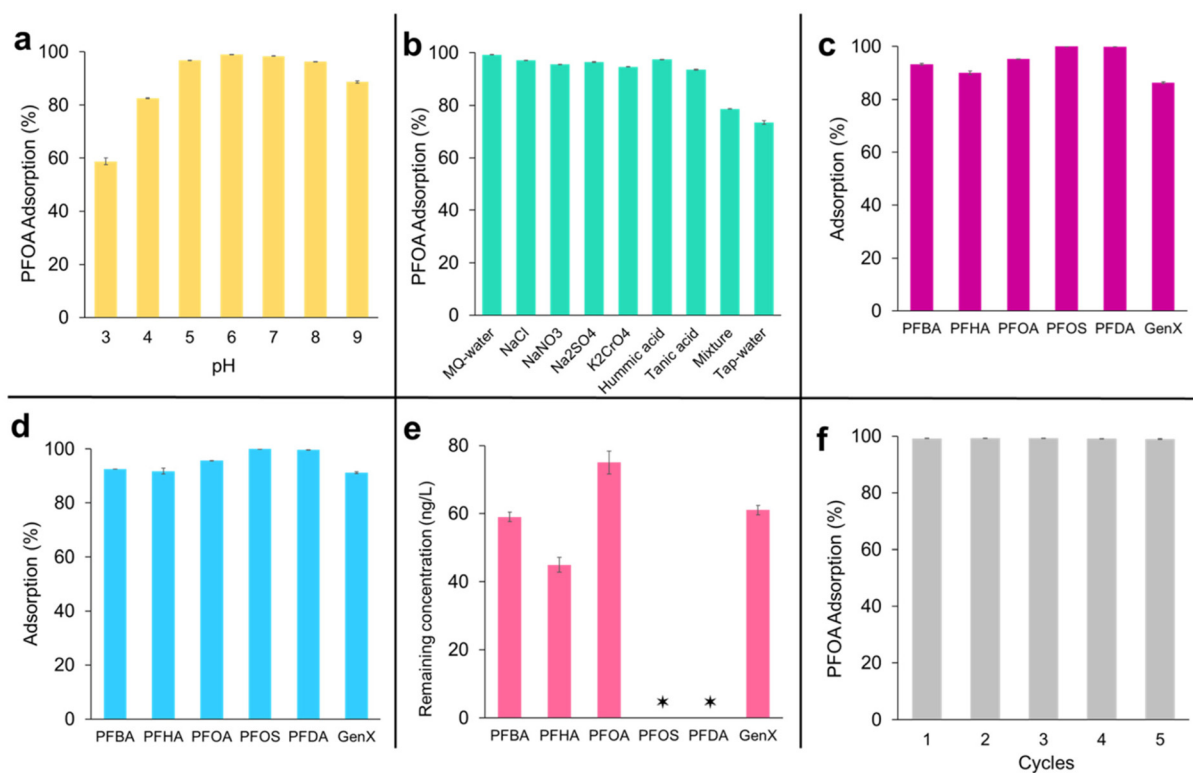 a
PFOA Adsorption (%)
100
80
60
40
20
0
3 4 5 6 7 8 9
pH
b
PFOA Adsorption (%)
100
80
60
40
20
0
MQ-water
NaCl
NaNO3
Na2SO4
K2CrO4
Hummic acid
Tanic acid
Mixture
Tap-water
c
Adsorption (%)
100
80
60
40
20
0
PFBA PFHA PFOA PFOS PFDA GenX
d
Adsorption (%)
100
80
60
40
20
0
PFBA PFHA PFOA PFOS PFDA GenX
e
Remaining concentration (ng/L)
80
60
40
20
0
PFBA PFHA PFOA PFOS PFDA GenX
f
PFOA Adsorption (%)
100
80
60
40
20
0
1 2 3 4 5
Cycles